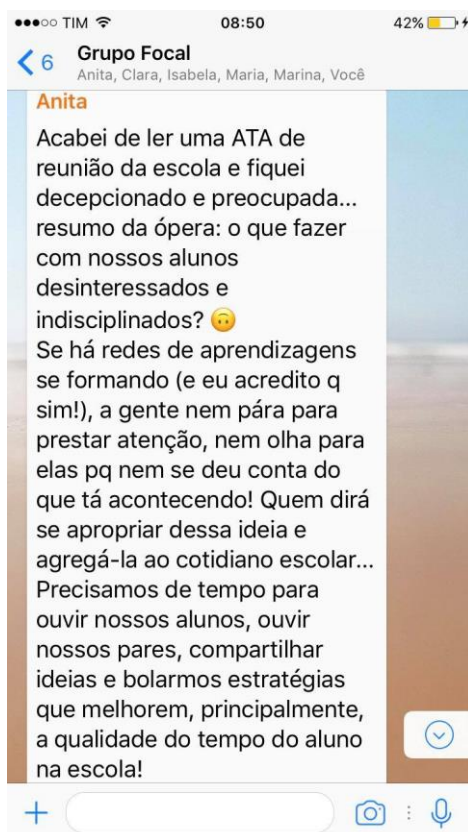 TIM 08:50 42%
6 Grupo Focal
Anita, Clara, Isabela, Maria, Marina, Você
Anita
Acabei de ler uma ATA de
reunião da escola e fiquei
decepcionado e preocupada...
resumo da ópera: o que fazer
com nossos alunos
desinteressados e
indisciplinados? 🙃
Se há redes de aprendizagens
se formando (e eu acredito q
sim!), a gente nem pára para
prestar atenção, nem olha para
elas pq nem se deu conta do
que tá acontecendo! Quem dirá
se apropriar dessa ideia e
agregá-la ao cotidiano escolar...
Precisamos de tempo para
ouvir nossos alunos, ouvir
nossos pares, compartilhar
ideias e bolarmos estratégias
que melhorem, principalmente,
a qualidade do tempo do aluno
na escola!